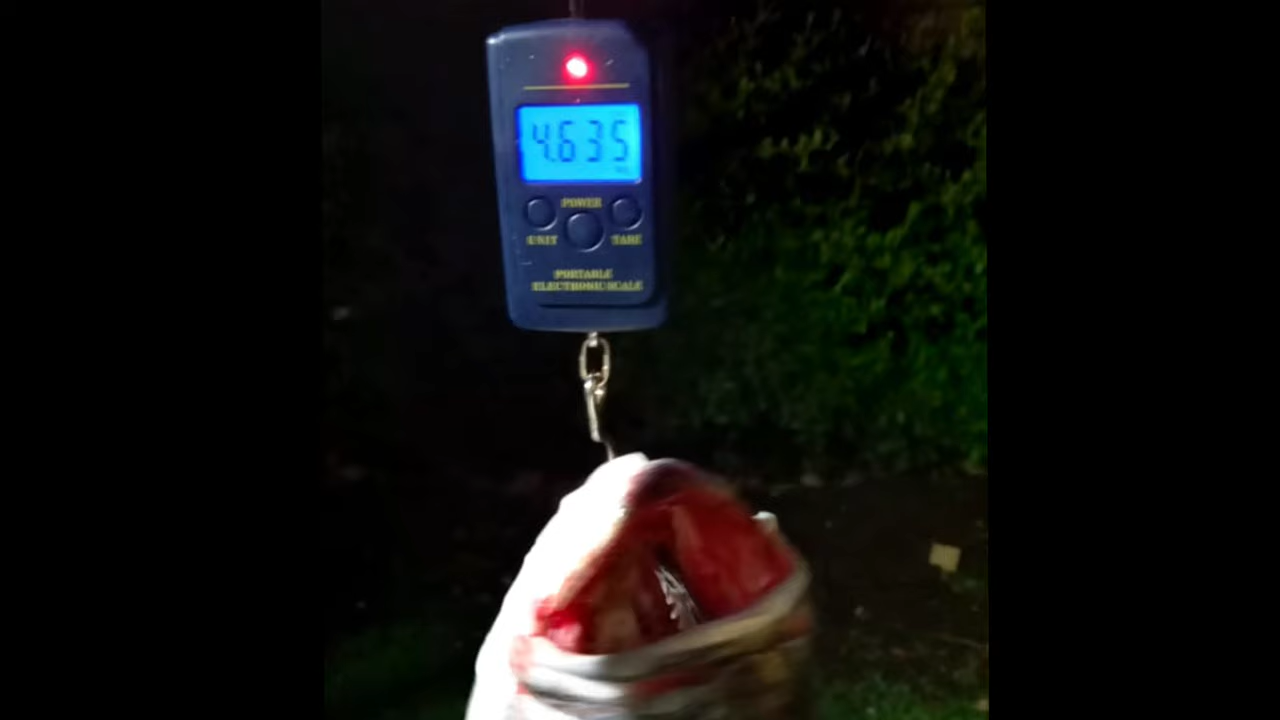 4.635
POWER
UNIT TARE
PORTABLE
ELECTRONIC SCALE